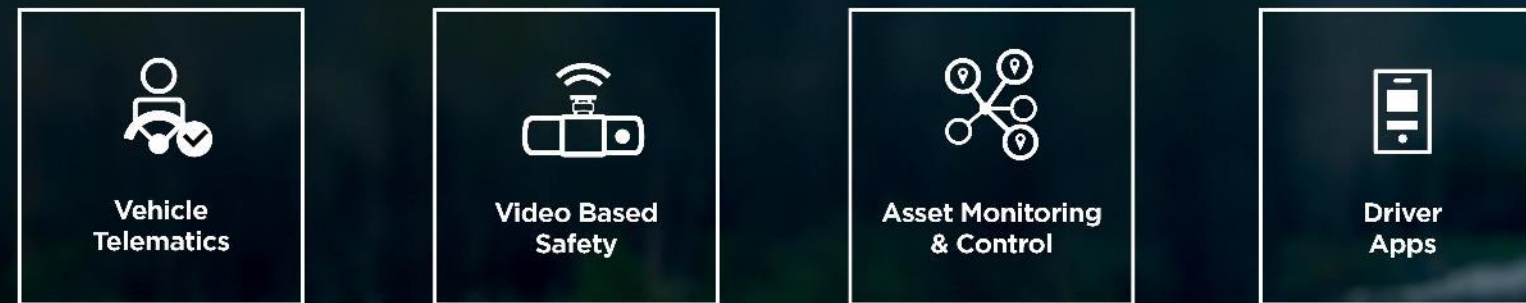 Vehicle
Telematics
Video Based
Safety
Asset Monitoring
& Control
Driver
Apps